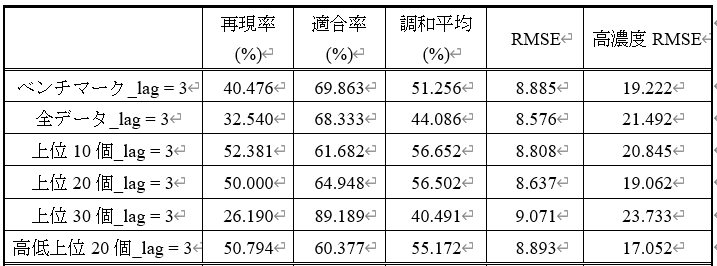 再現率 適合率 調和平均 RMSE 高濃度 RMSE
(%) (%) (%)
ベンチマーク_lag = 3 40.476 69.863 51.256 8.885 19.222
全データ_lag = 3 32.540 68.333 44.086 8.576 21.492
上位 10 個_lag = 3 52.381 61.682 56.652 8.808 20.845
上位 20 個_lag = 3 50.000 64.948 56.502 8.637 19.062
上位 30 個_lag = 3 26.190 89.189 40.491 9.071 23.733
高低上位 20 個_lag = 3 50.794 60.377 55.172 8.893 17.052